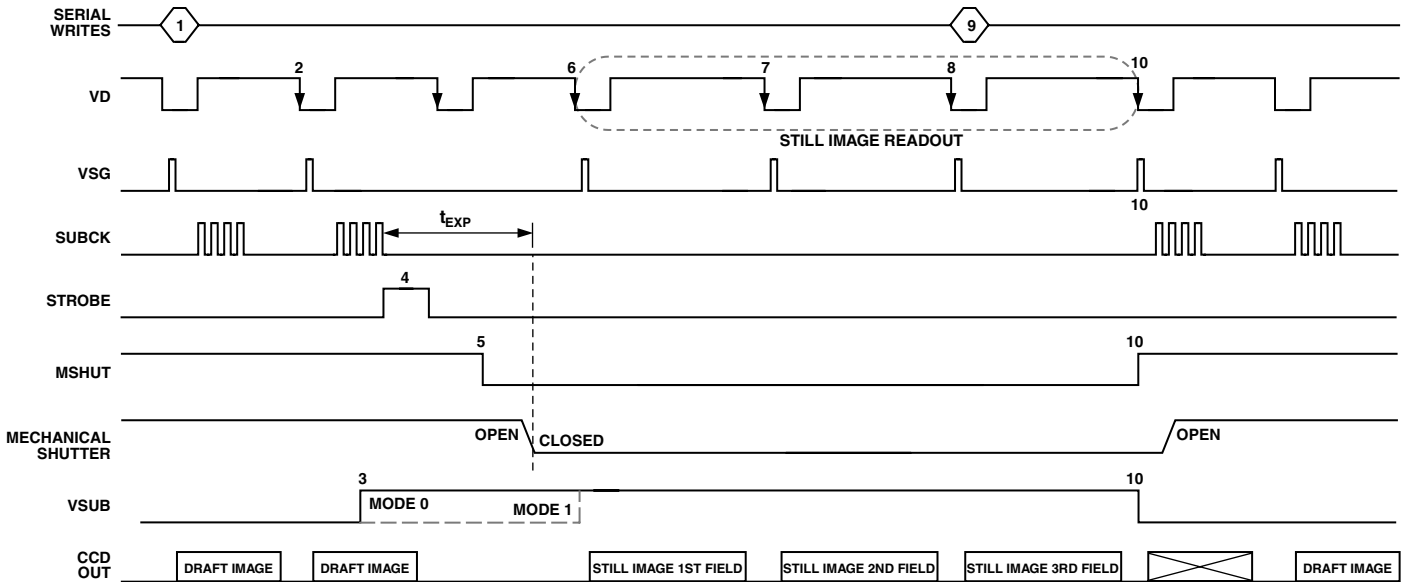 SERIAL
WRITES
1
9
VD
2
6
7
8
10
STILL IMAGE READOUT
VSG
10
SUBCK
tEXP
STROBE
4
MSHUT
5
10
MECHANICAL
SHUTTER
OPEN
CLOSED
OPEN
VSUB
3
MODE 0
MODE 1
10
CCD
OUT
DRAFT IMAGE
DRAFT IMAGE
STILL IMAGE 1ST FIELD
STILL IMAGE 2ND FIELD
STILL IMAGE 3RD FIELD
DRAFT IMAGE